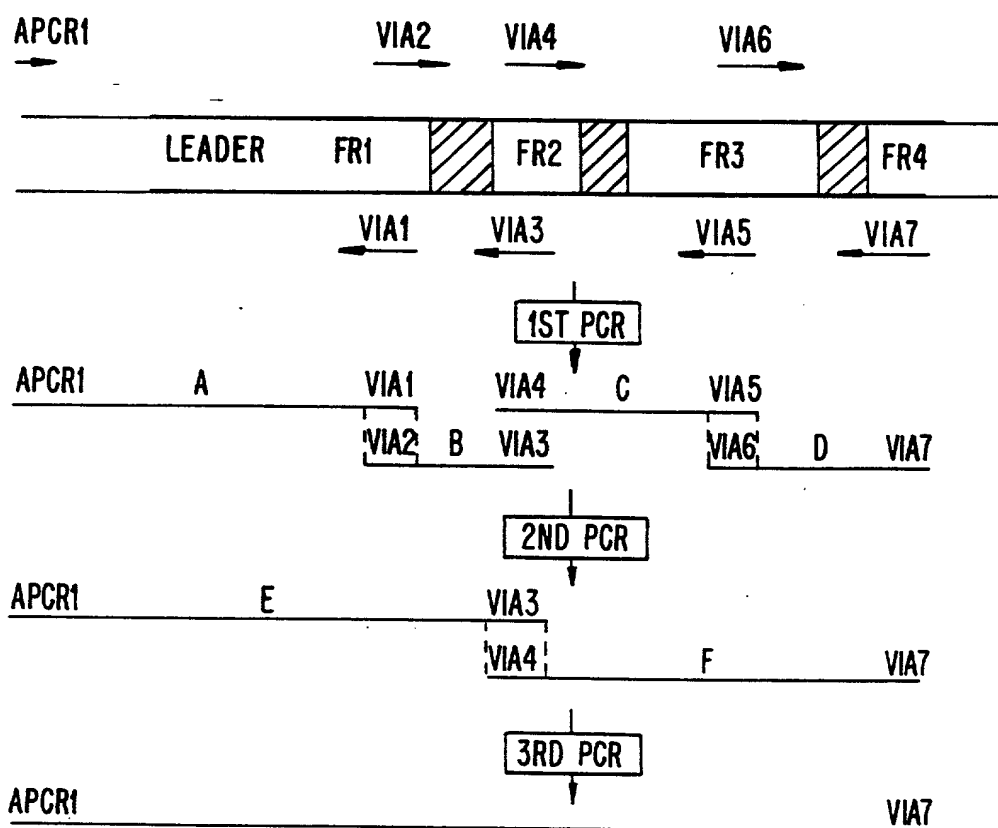 APCR1 VIA2 VIA4 VIA6
LEADER FR1 FR2 FR3 FR4
VIA1 VIA3 VIA5 VIA7
1ST PCR
APCR1 A VIA1 VIA4 C VIA5
VIA2 B VIA3 VIA6 D VIA7
2ND PCR
APCR1 E VIA3
VIA4 F VIA7
3RD PCR
APCR1 VIA7